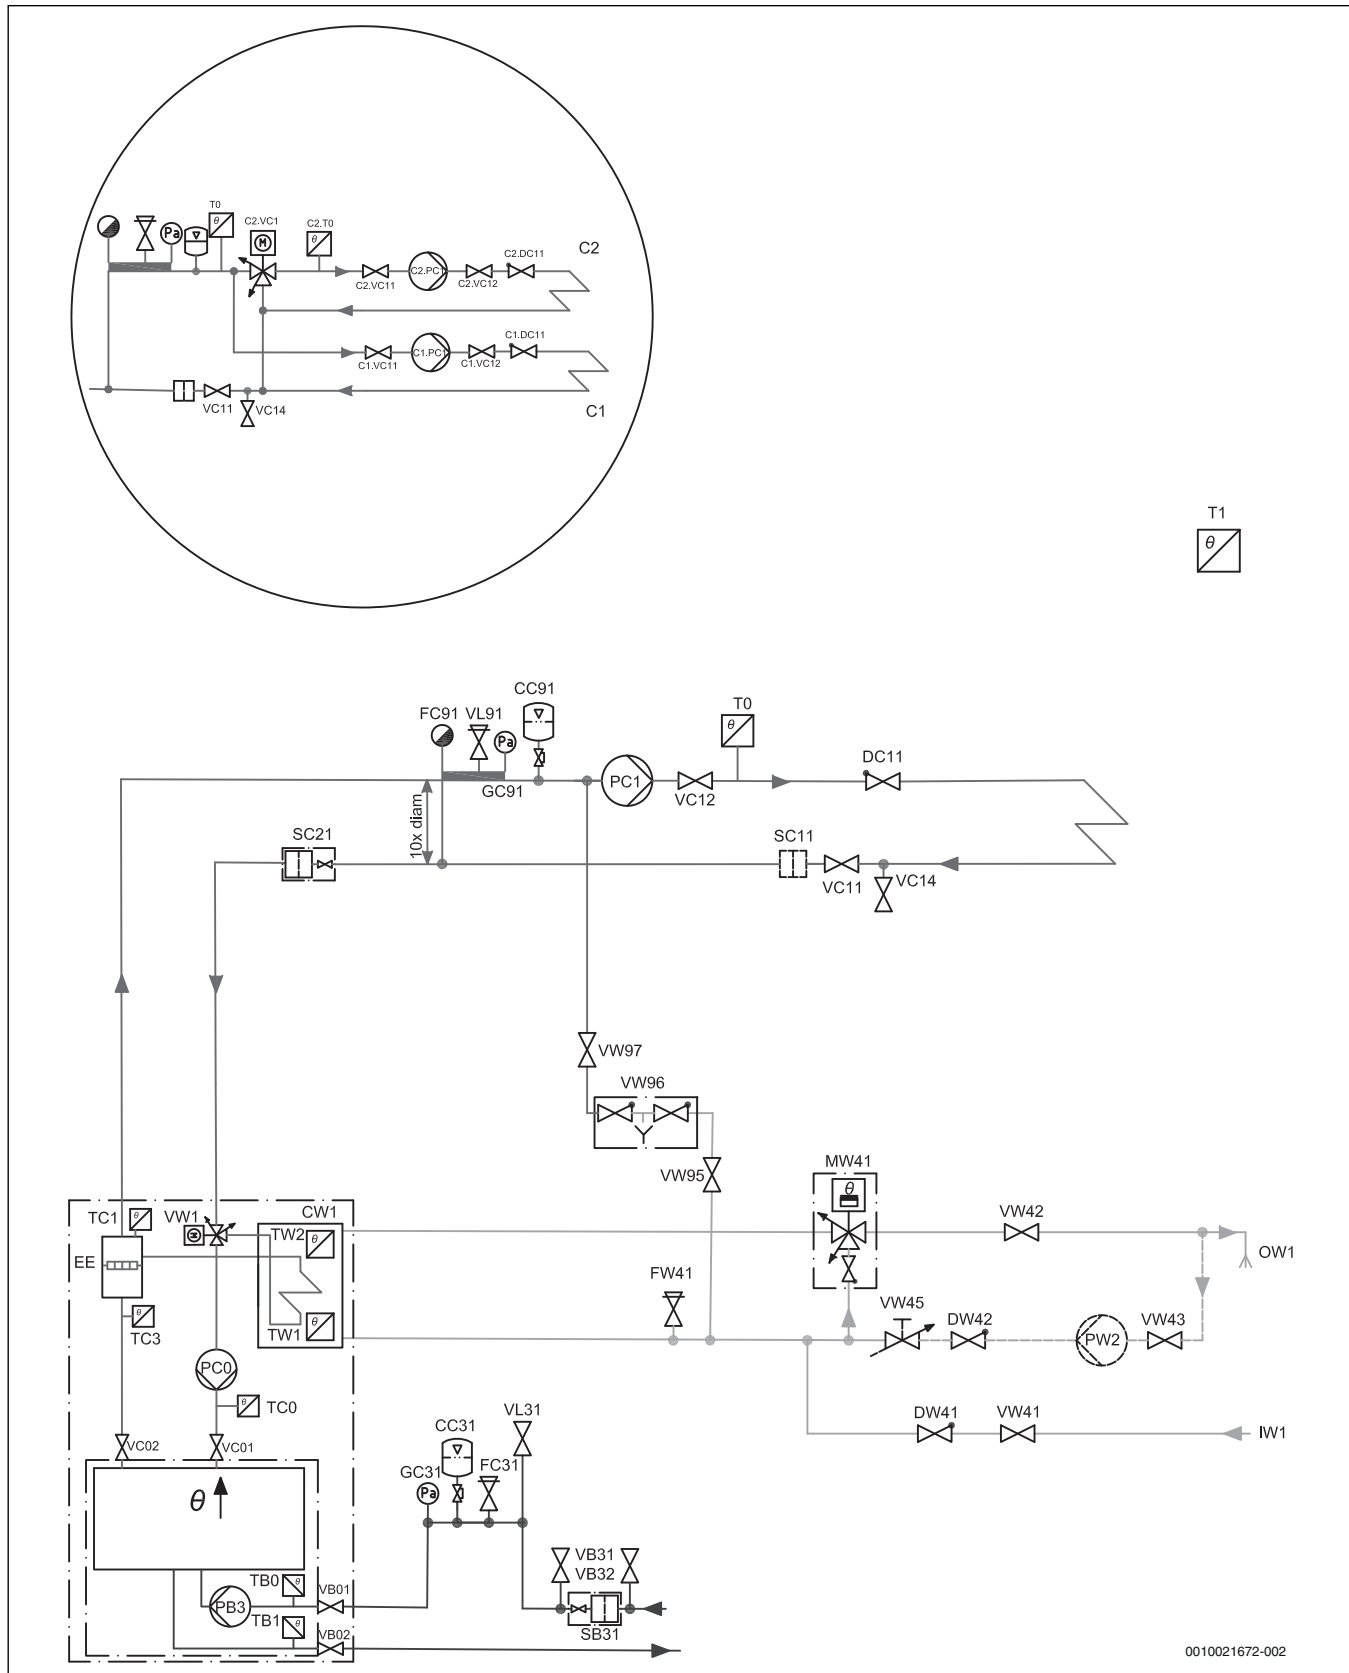 T0
C2.VC1
C2.T0
θ
M
θ
Pa
C2.DC11
C2
C2.PC1
C2.VC11
C2.VC12
C1.DC11
C1.PC1
C1.VC11
C1.VC12
VC11
VC14
C1
T1
θ
CC91
T0
FC91
VL91
θ
Pa
DC11
PC1
GC91
VC12
10x diam
SC21
SC11
VC11
VC14
VW97
VW96
VW95
MW41
θ
TC1
θ
VW1
M
CW1
TW2
θ
VW42
EE
OW1
FW41
VW45
DW42
VW43
TW1
θ
θ
TC3
PW2
PC0
θ
TC0
VL31
DW41
VW41
CC31
IW1
VC02
VC01
GC31
FC31
Pa
θ
VB31
VB32
TB0
θ
VB01
PB3
TB1
θ
VB02
SB31
0010021672-002